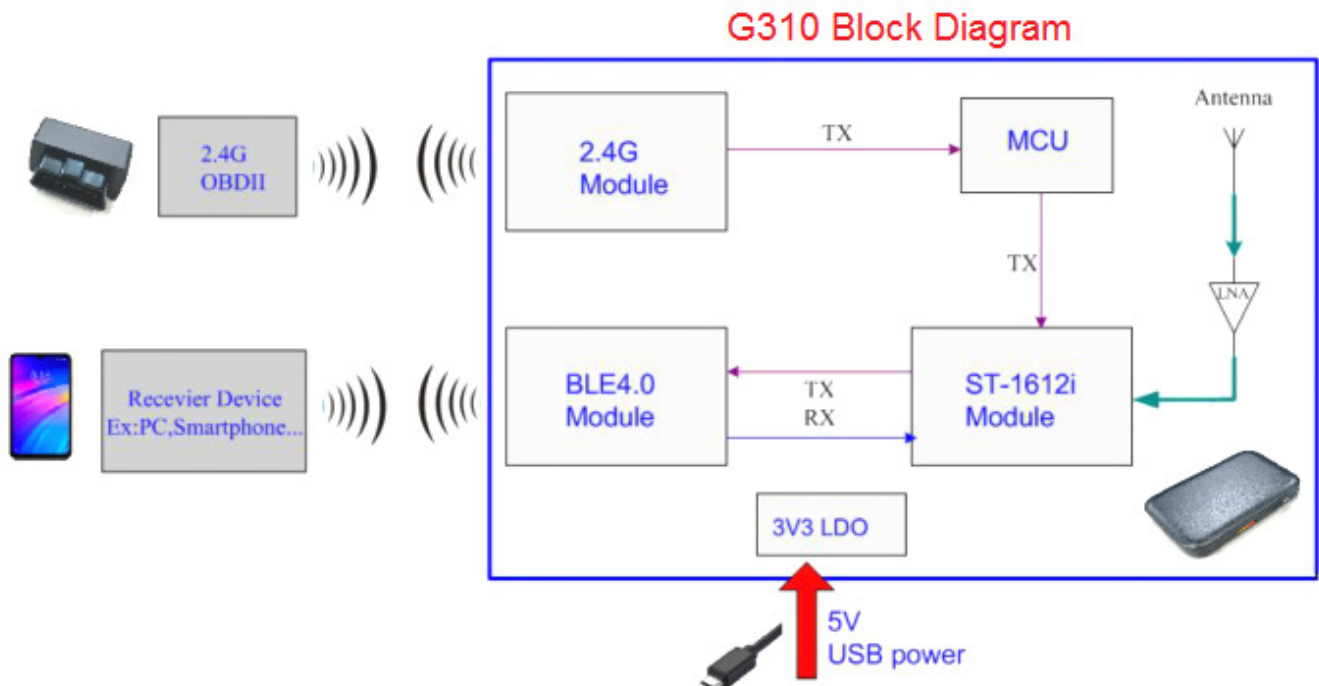 G310 Block Diagram
2.4G
OBDII
2.4G
Module
TX
MCU
Antenna
TX
LNA
Recevier Device
Ex:PC,Smartphone...
BLE4.0
Module
TX
RX
ST-1612i
Module
3V3 LDO
5V
USB power